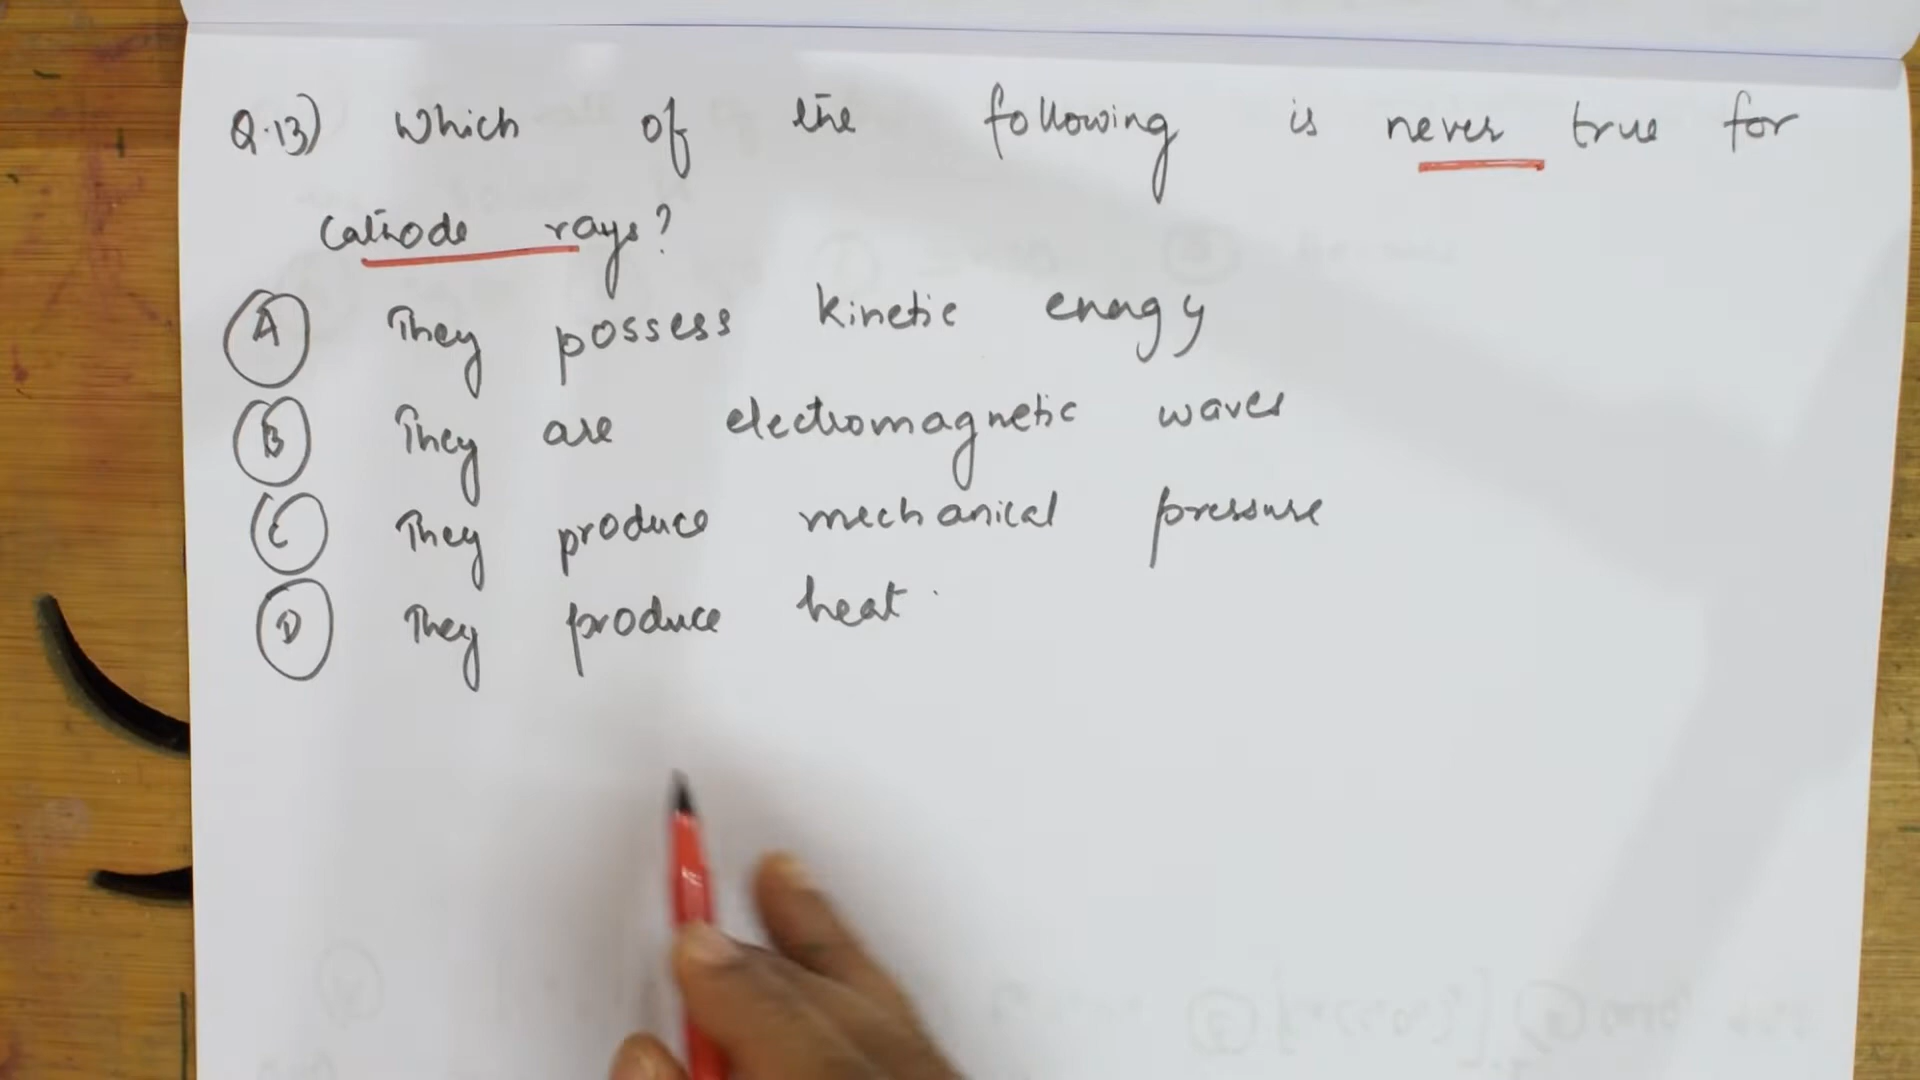 Q.13) Which of the following is never true for
Cathode rays?
A They possess kinetic energy
B They are electromagnetic waves
C They produce mechanical pressure
D They produce heat.